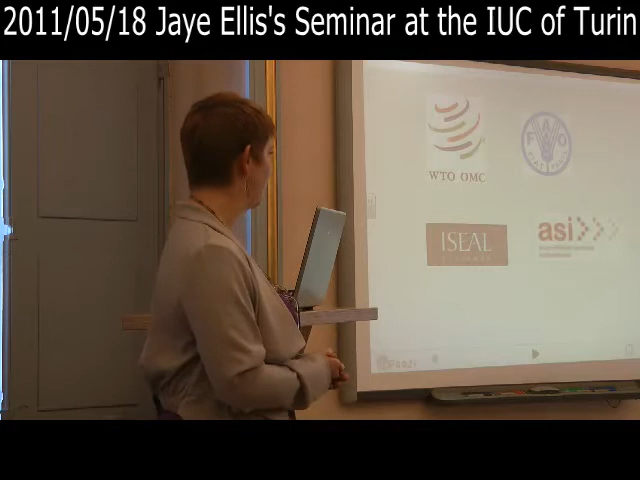 2011/05/18 Jaye Ellis's Seminar at the IUC of Turin
WTO OMC
ISEAL
asi